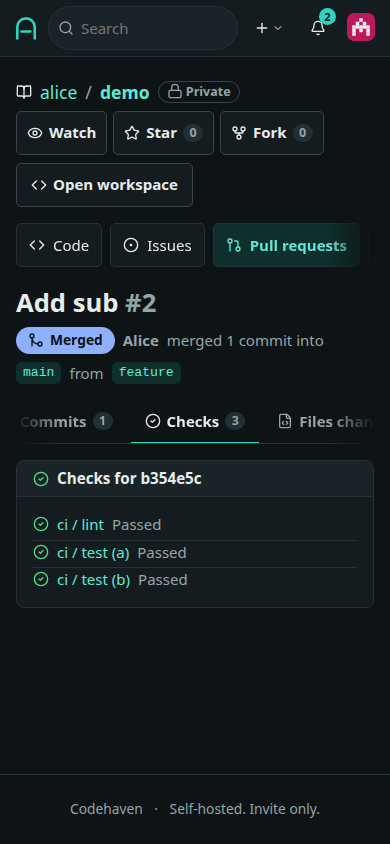 Search
2
alice / demo Private
Watch Star 0 Fork 0
Open workspace
Code Issues Pull requests
Add sub #2
Merged Alice merged 1 commit into
main from feature
Commits 1 Checks 3 Files chan
Checks for b354e5c
ci / lint Passed
ci / test (a) Passed
ci / test (b) Passed
Codehaven · Self-hosted. Invite only.